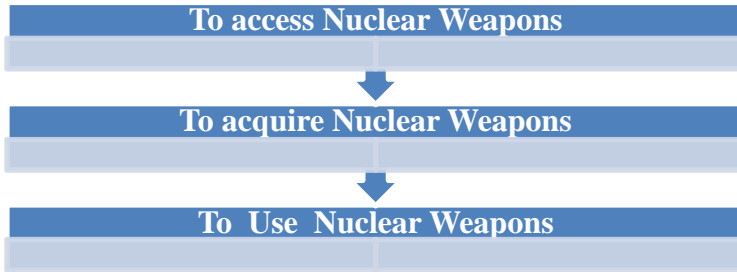 To access Nuclear Weapons
To acquire Nuclear Weapons
To Use Nuclear Weapons